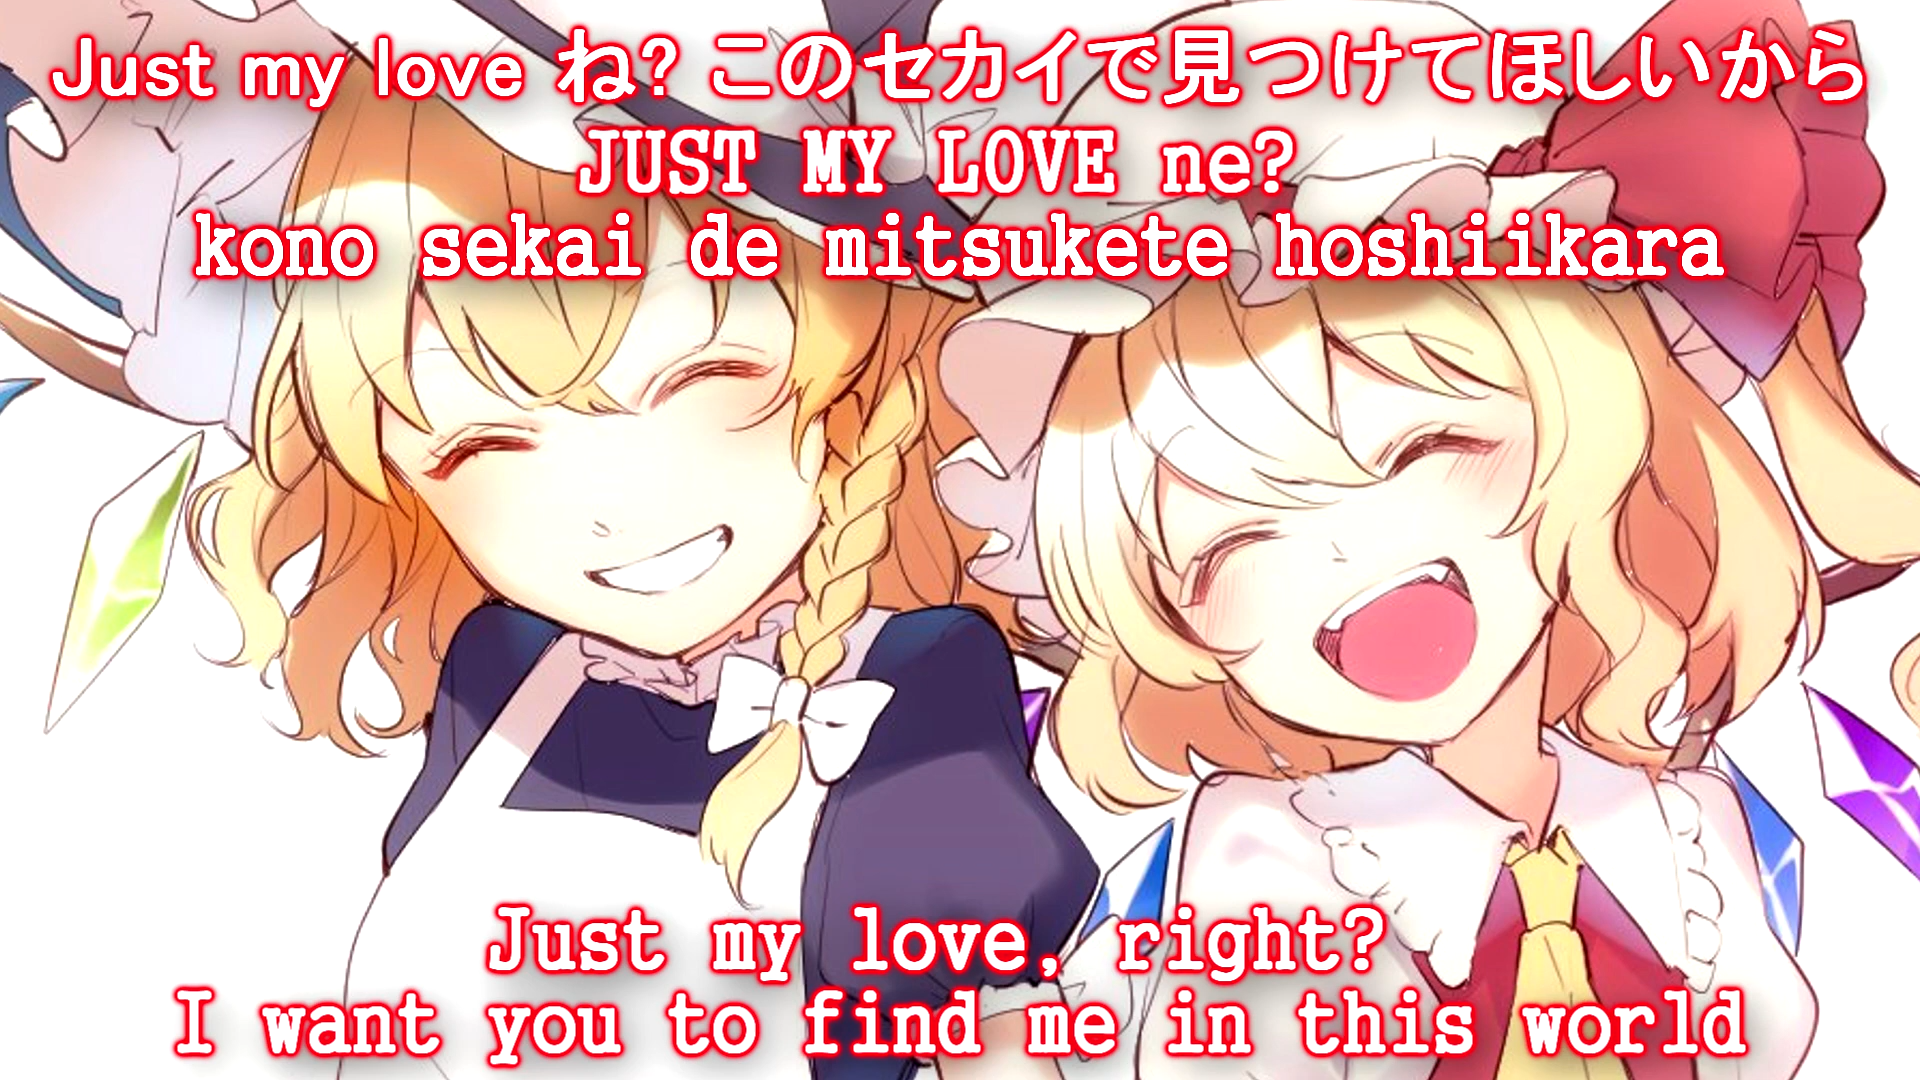 Just my love ね? このセカイで見つけてほしいから
JUST MY LOVE ne?
kono sekai de mitsukete hoshiikara
Just my love, right?
I want you to find me in this world